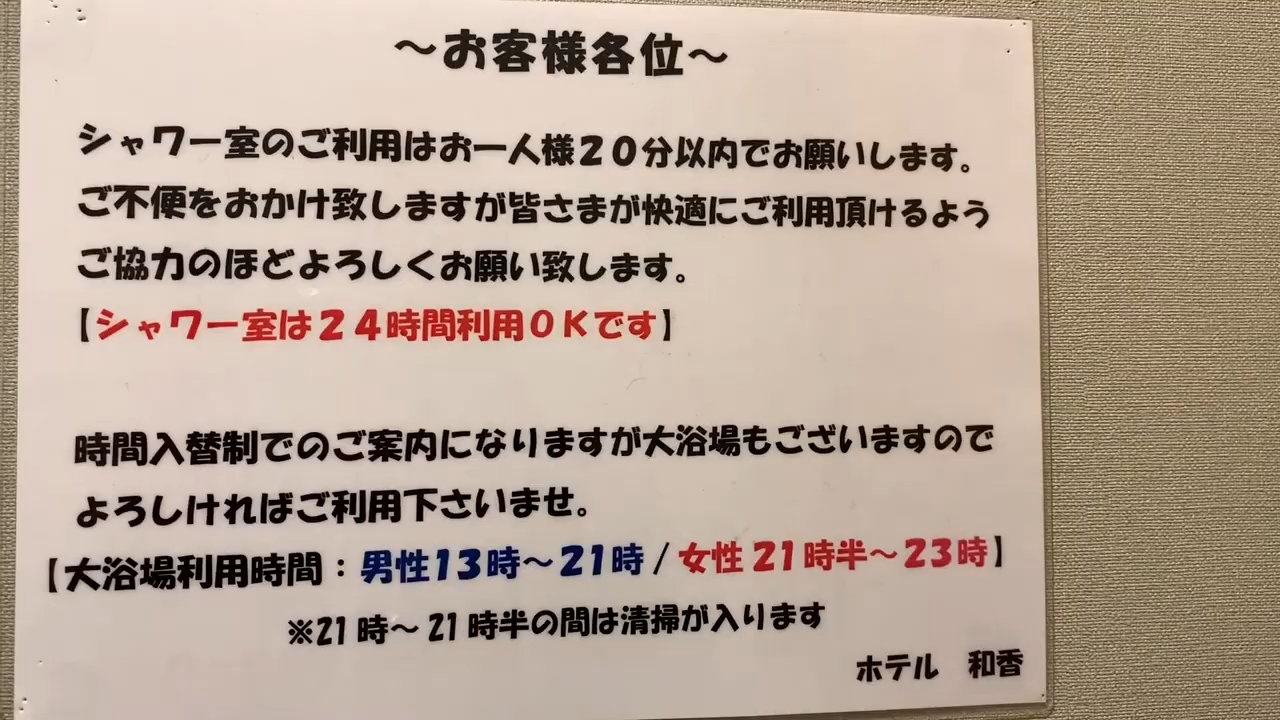 ～お客様各位～
シャワー室のご利用はお一人様２０分以内でお願いします。
ご不便をおかけ致しますが皆さまが快適にご利用頂けるよう
ご協力のほどよろしくお願い致します。
【シャワー室は２４時間利用ＯＫです】
時間入替制でのご案内になりますが大浴場もございますので
よろしければご利用下さいませ。
【大浴場利用時間：男性13時～21時 / 女性 21時半～23時】
※21時～21時半の間は清掃が入ります
ホテル　和香